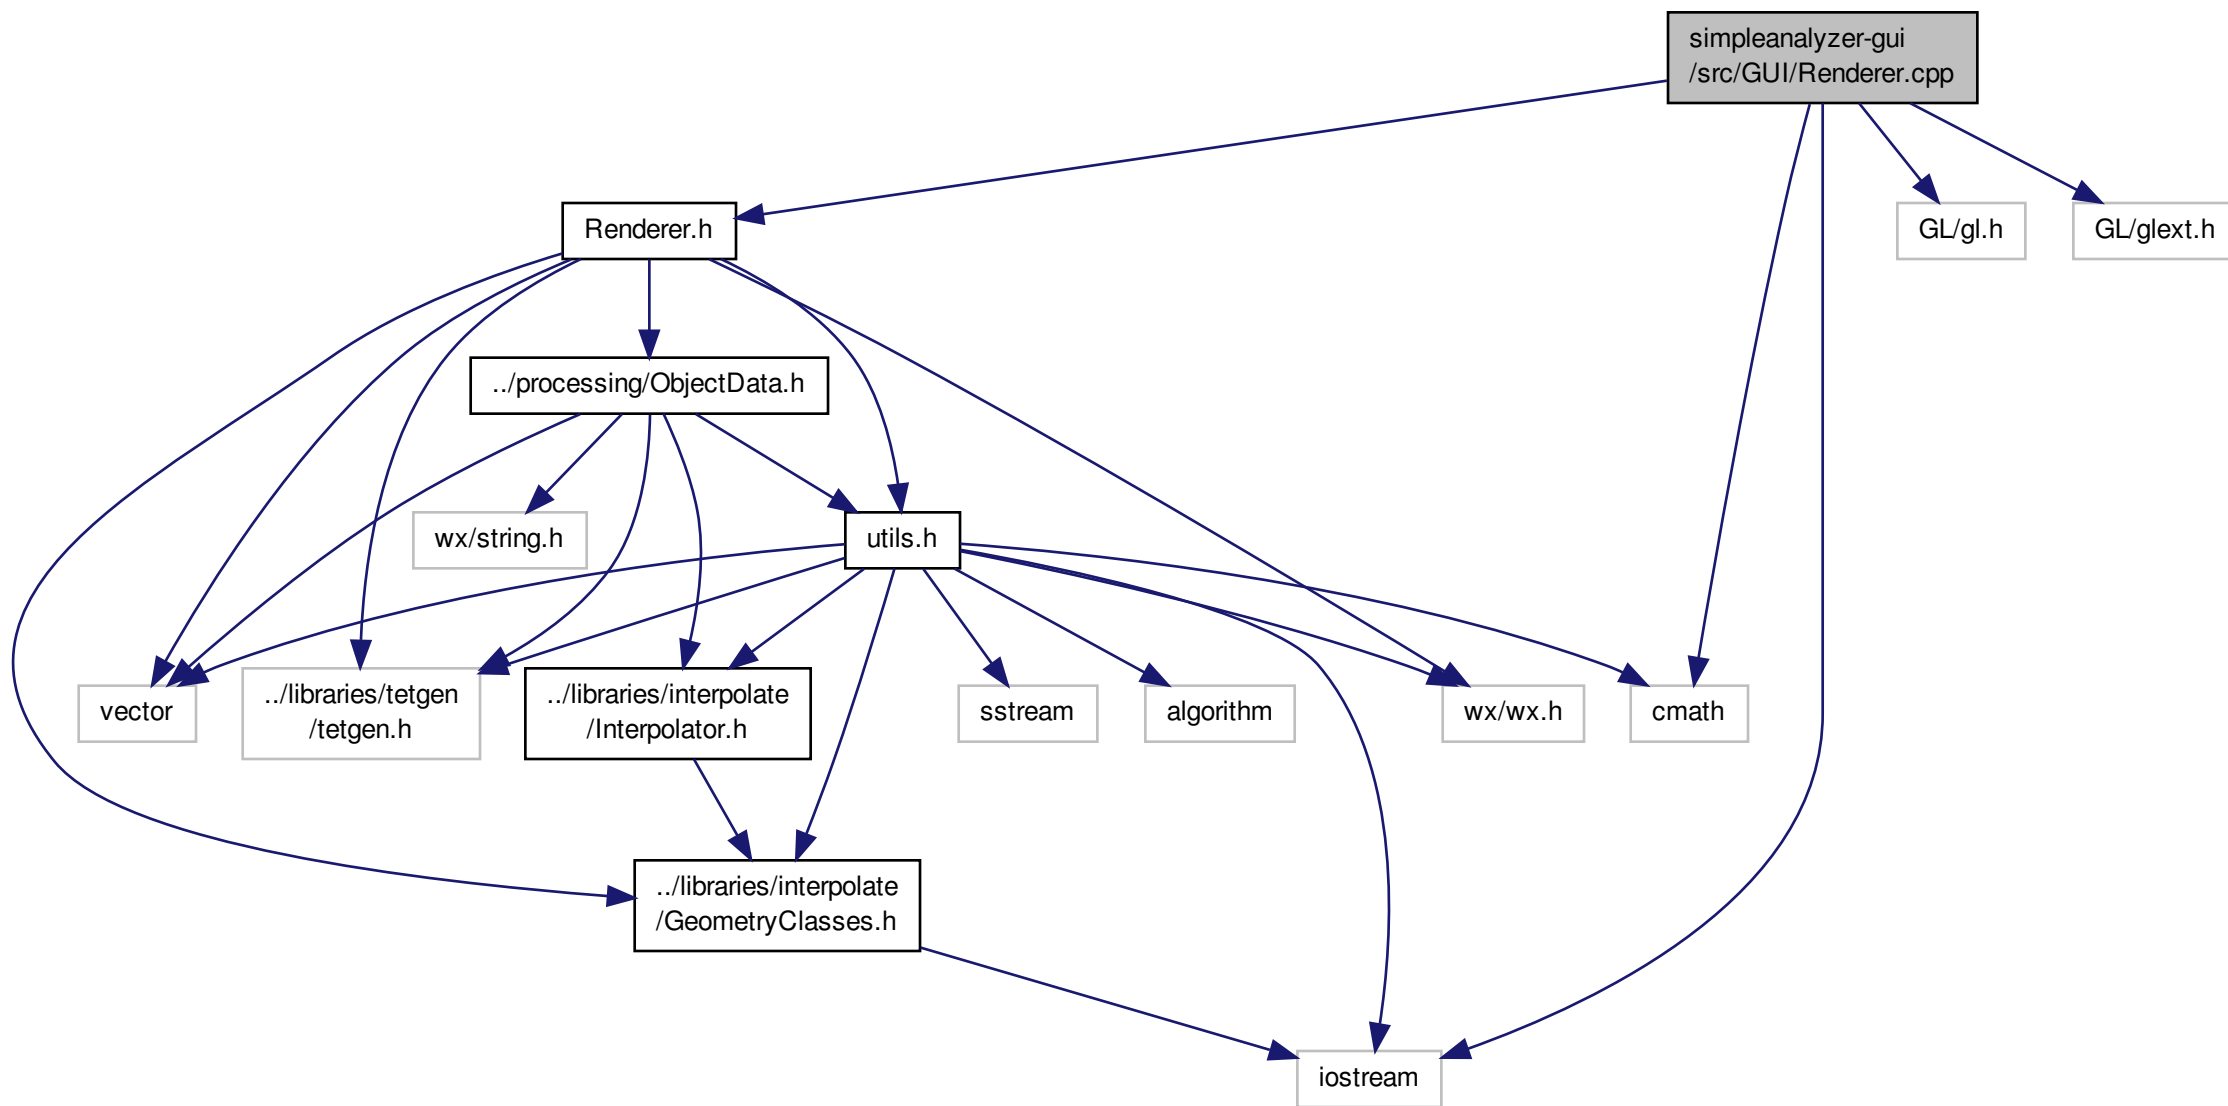 simpleanalyzer-gui
/src/GUI/Renderer.cpp
Renderer.h
GL/gl.h
GL/glext.h
../processing/ObjectData.h
wx/string.h
utils.h
vector
../libraries/tetgen
/tetgen.h
../libraries/interpolate
/Interpolator.h
sstream
algorithm
wx/wx.h
cmath
../libraries/interpolate
/GeometryClasses.h
iostream